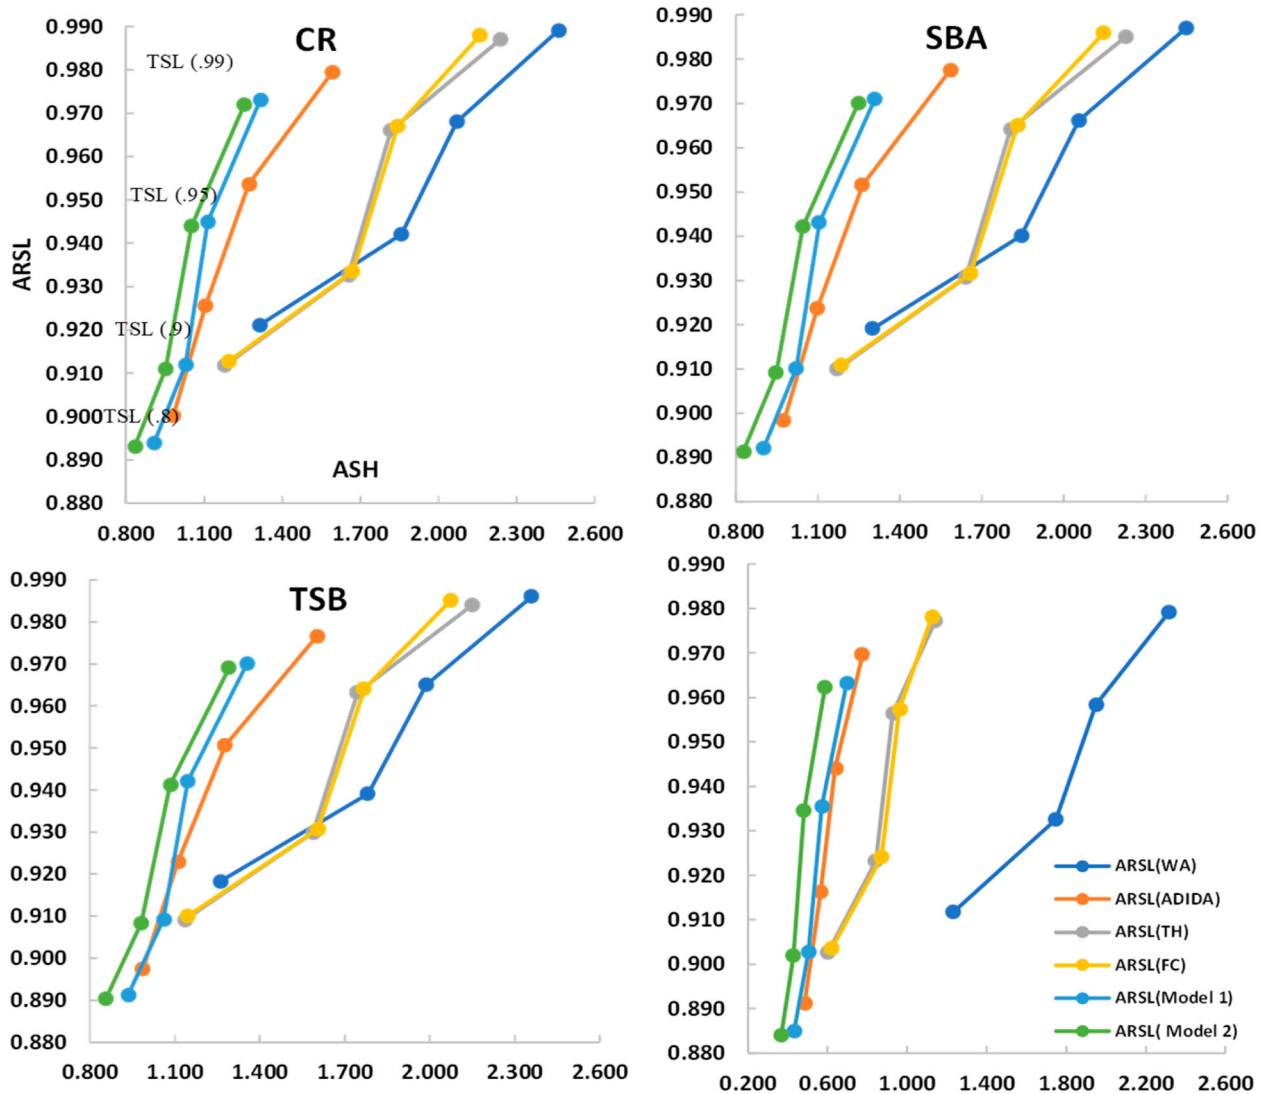 CR
0.990
0.980
0.970
0.960
0.950
0.940
0.930
0.920
0.910
0.900
0.890
0.880
ARSL
TSL (.99)
TSL (.95)
TSL (.9)
TSL (.8)
ASH
0.800 1.100 1.400 1.700 2.000 2.300 2.600
SBA
0.990
0.980
0.970
0.960
0.950
0.940
0.930
0.920
0.910
0.900
0.890
0.880
0.800 1.100 1.400 1.700 2.000 2.300 2.600
TSB
0.990
0.980
0.970
0.960
0.950
0.940
0.930
0.920
0.910
0.900
0.890
0.880
0.800 1.100 1.400 1.700 2.000 2.300 2.600
0.990
0.980
0.970
0.960
0.950
0.940
0.930
0.920
0.910
0.900
0.890
0.880
ARSL(WA)
ARSL(ADIDA)
ARSL(TH)
ARSL(FC)
ARSL(Model 1)
ARSL( Model 2)
0.200 0.600 1.000 1.400 1.800 2.200 2.600